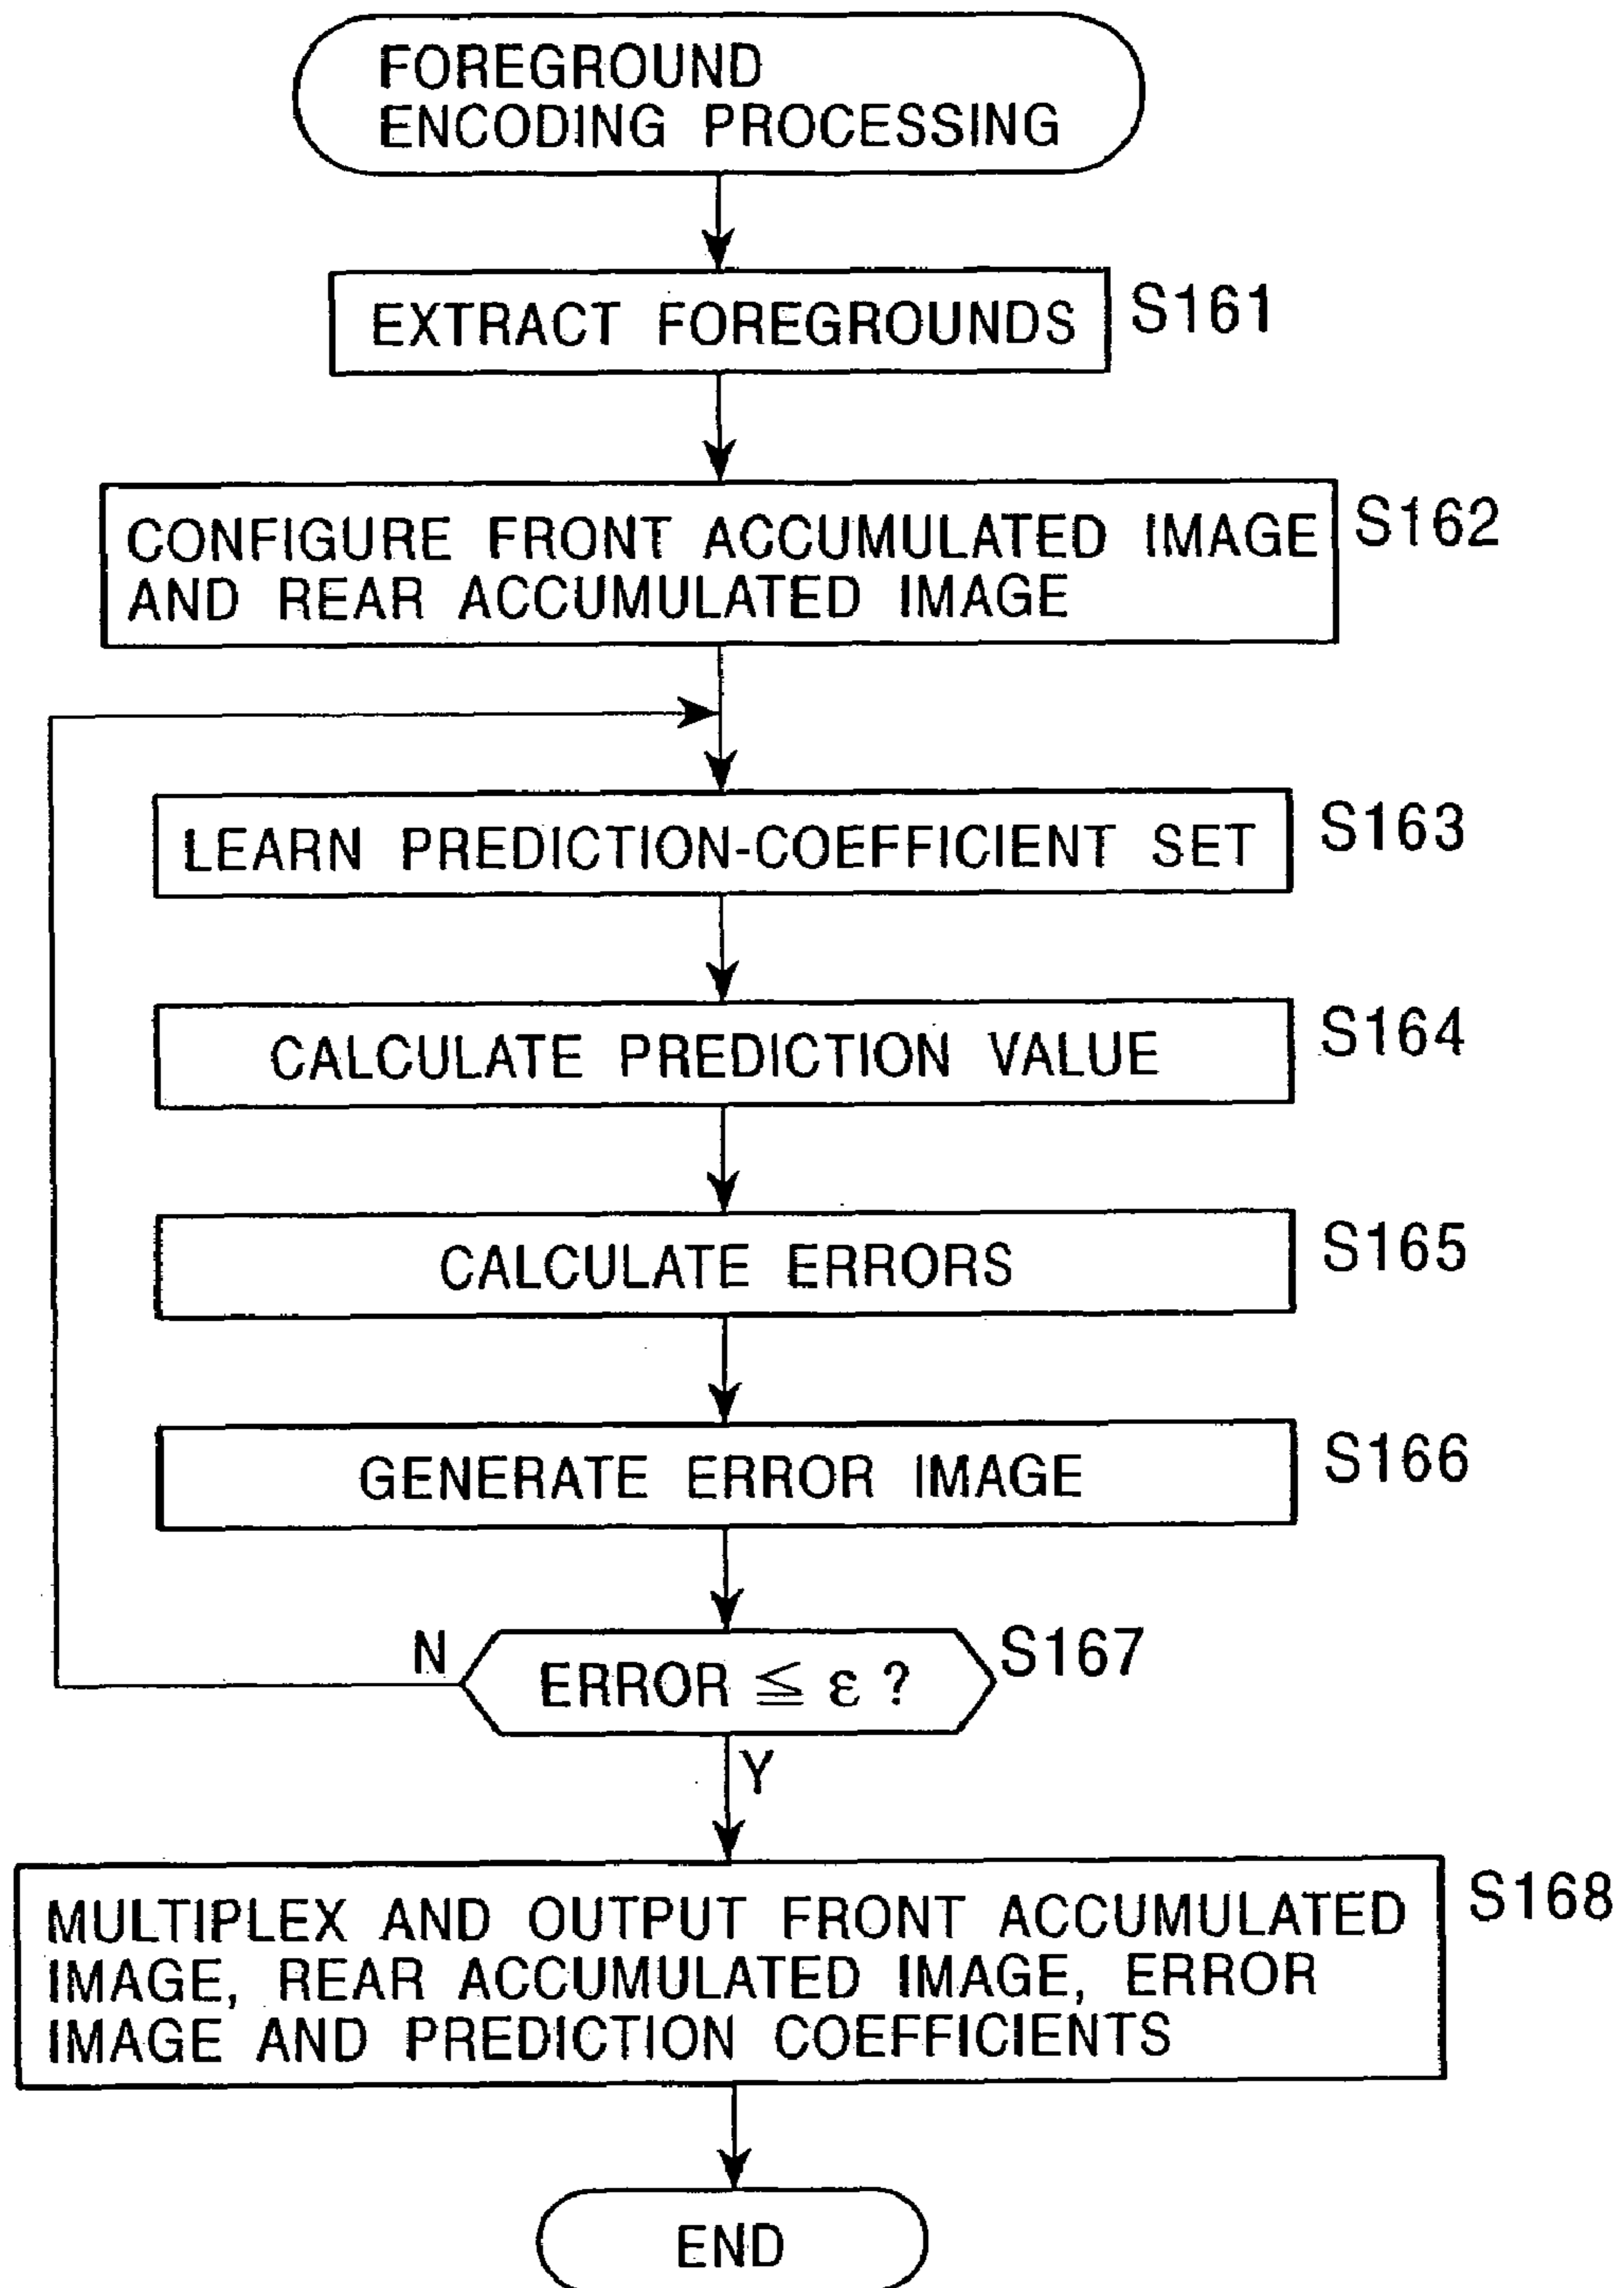 FOREGROUND
ENCODING PROCESSING
EXTRACT FOREGROUNDS
S161
CONFIGURE FRONT ACCUMULATED IMAGE
AND REAR ACCUMULATED IMAGE
S162
LEARN PREDICTION-COEFFICIENT SET
S163
CALCULATE PREDICTION VALUE
S164
CALCULATE ERRORS
S165
GENERATE ERROR IMAGE
S166
N
ERROR ≦ ε ?
S167
Y
MULTIPLEX AND OUTPUT FRONT ACCUMULATED
IMAGE, REAR ACCUMULATED IMAGE, ERROR
IMAGE AND PREDICTION COEFFICIENTS
S168
END